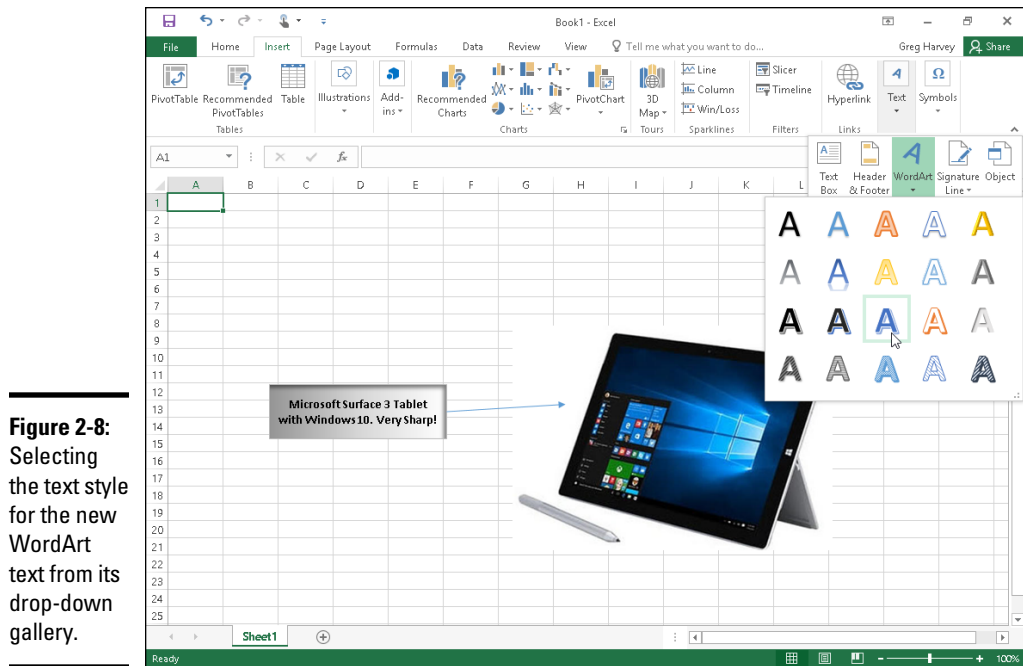 Book1 - Excel
File Home Insert Page Layout Formulas Data Review View Tell me what you want to do... Greg Harvey Share
PivotTable Recommended PivotTables Table Illustrations Add-ins Recommended Charts PivotChart 3D Map Line Column Win/Loss Slicer Timeline Hyperlink Text Symbols
Tables Charts Tours Sparklines Filters Links
A1 fx
Text Box Header & Footer WordArt Signature Line Object
A B C D E F G H I J K L
A A A A A
A A A A A
A A A A A
A A A A A
1
2
3
4
5
6
7
8
9
10
11
12
13
14
15
16
17
18
19
20
21
22
23
24
25
Microsoft Surface 3 Tablet
with Windows 10. Very Sharp!
Sheet1
Ready 100%
Figure 2-8:
Selecting
the text style
for the new
WordArt
text from its
drop-down
gallery.